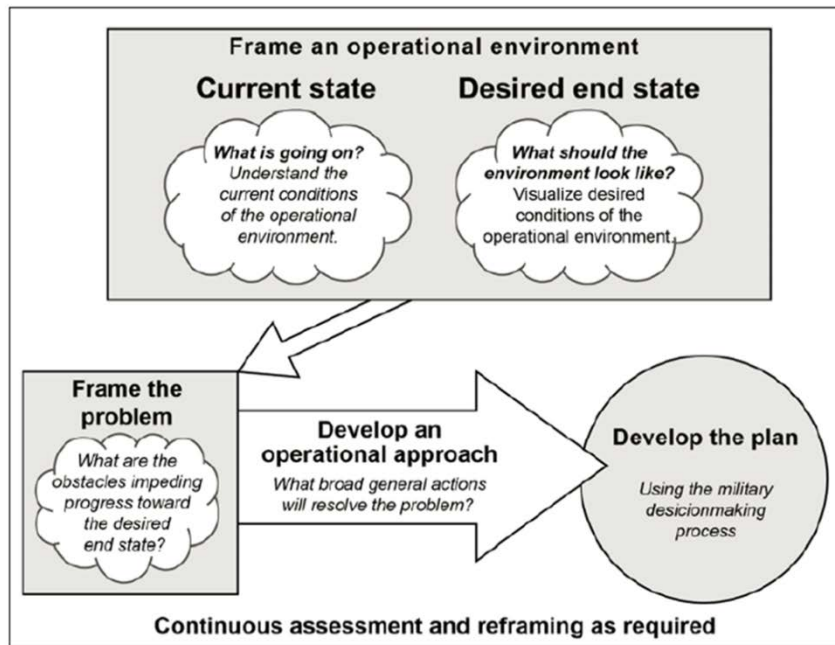 Frame an operational environment
Current state
What is going on?
Understand the
current conditions
of the operational
environment.
Desired end state
What should the
environment look like?
Visualize desired
conditions of the
operational environment.
Frame the
problem
What are the
obstacles impeding
progress toward
the desired
end state?
Develop an
operational approach
What broad general actions
will resolve the problem?
Develop the plan
Using the military
desicionmaking
process
Continuous assessment and reframing as required